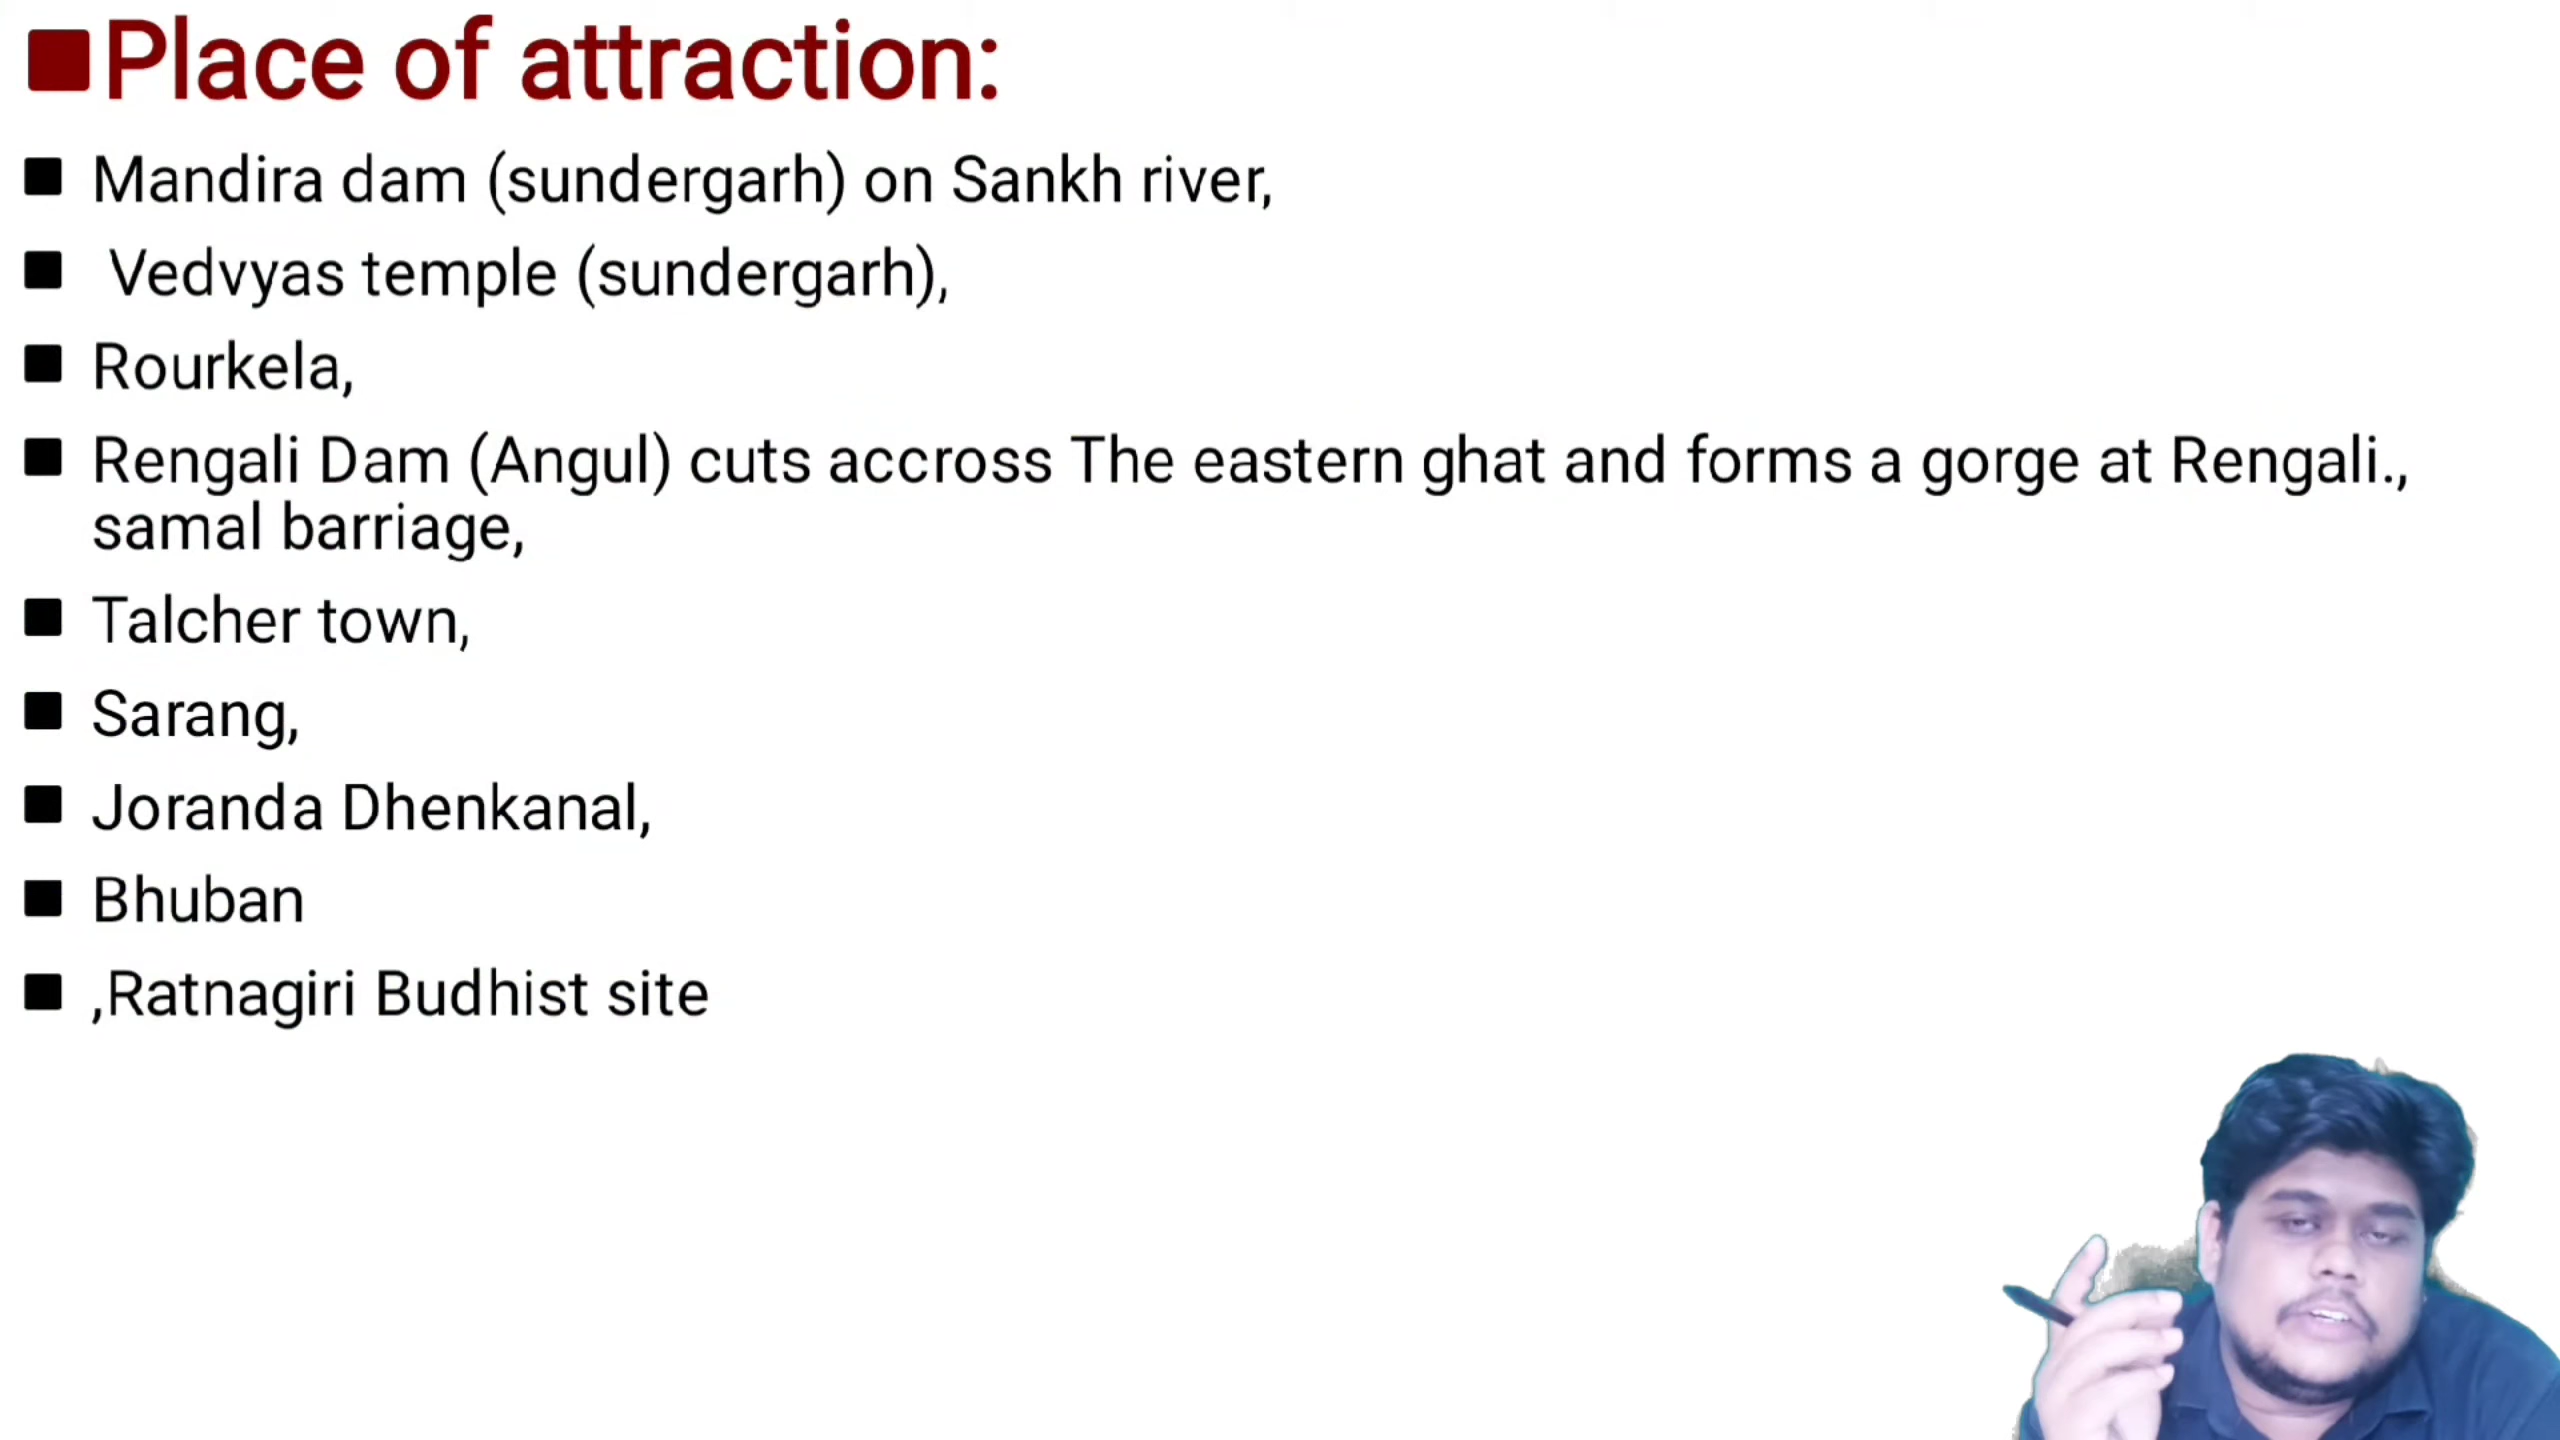 Place of attraction:
Mandira dam (sundergarh) on Sankh river,
Vedvyas temple (sundergarh),
Rourkela,
Rengali Dam (Angul) cuts accross The eastern ghat and forms a gorge at Rengali.,
samal barriage,
Talcher town,
Sarang,
Joranda Dhenkanal,
Bhuban
,Ratnagiri Budhist site